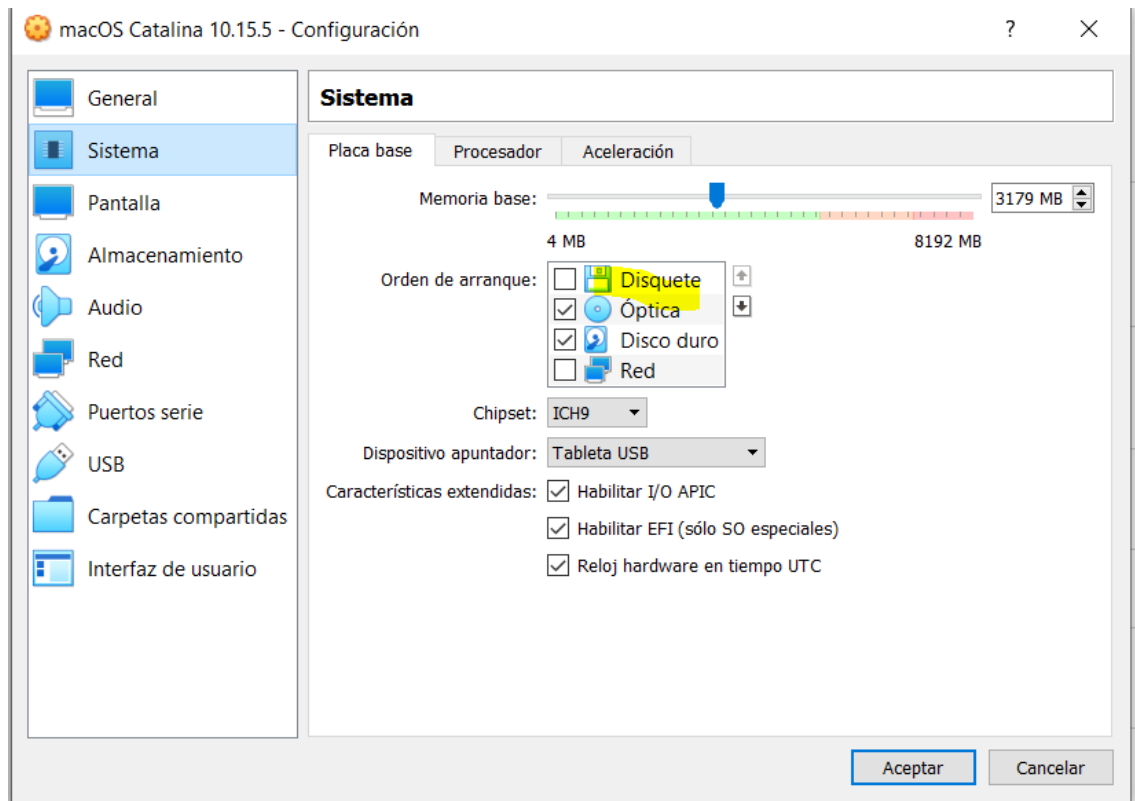 macOS Catalina 10.15.5 - Configuración ?
General
Sistema
Pantalla
Almacenamiento
Audio
Red
Puertos serie
USB
Carpetas compartidas
Interfaz de usuario
Sistema
Placa base Procesador Aceleración
Memoria base: 3179 MB
4 MB 8192 MB
Orden de arranque: Disquete
Óptica
Disco duro
Red
Chipset: ICH9
Dispositivo apuntador: Tableta USB
Características extendidas: Habilitar I/O APIC
Habilitar EFI (sólo SO especiales)
Reloj hardware en tiempo UTC
Aceptar Cancelar